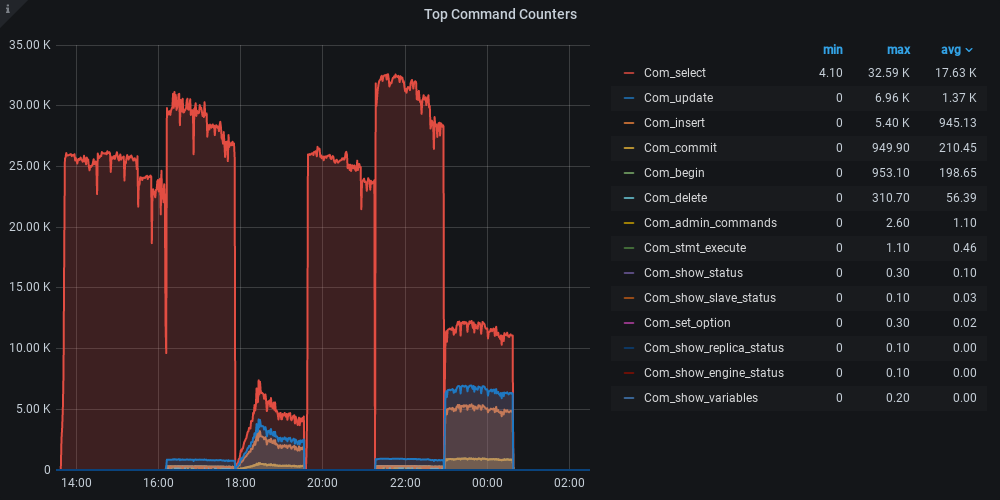 i
Top Command Counters
35.00 K
30.00 K
25.00 K
20.00 K
15.00 K
10.00 K
5.00 K
0
14:00 16:00 18:00 20:00 22:00 00:00 02:00
min max avg
Com_select 4.10 32.59 K 17.63 K
Com_update 0 6.96 K 1.37 K
Com_insert 0 5.40 K 945.13
Com_commit 0 949.90 210.45
Com_begin 0 953.10 198.65
Com_delete 0 310.70 56.39
Com_admin_commands 0 2.60 1.10
Com_stmt_execute 0 1.10 0.46
Com_show_status 0 0.30 0.10
Com_show_slave_status 0 0.10 0.03
Com_set_option 0 0.30 0.02
Com_show_replica_status 0 0.10 0.00
Com_show_engine_status 0 0.10 0.00
Com_show_variables 0 0.20 0.00